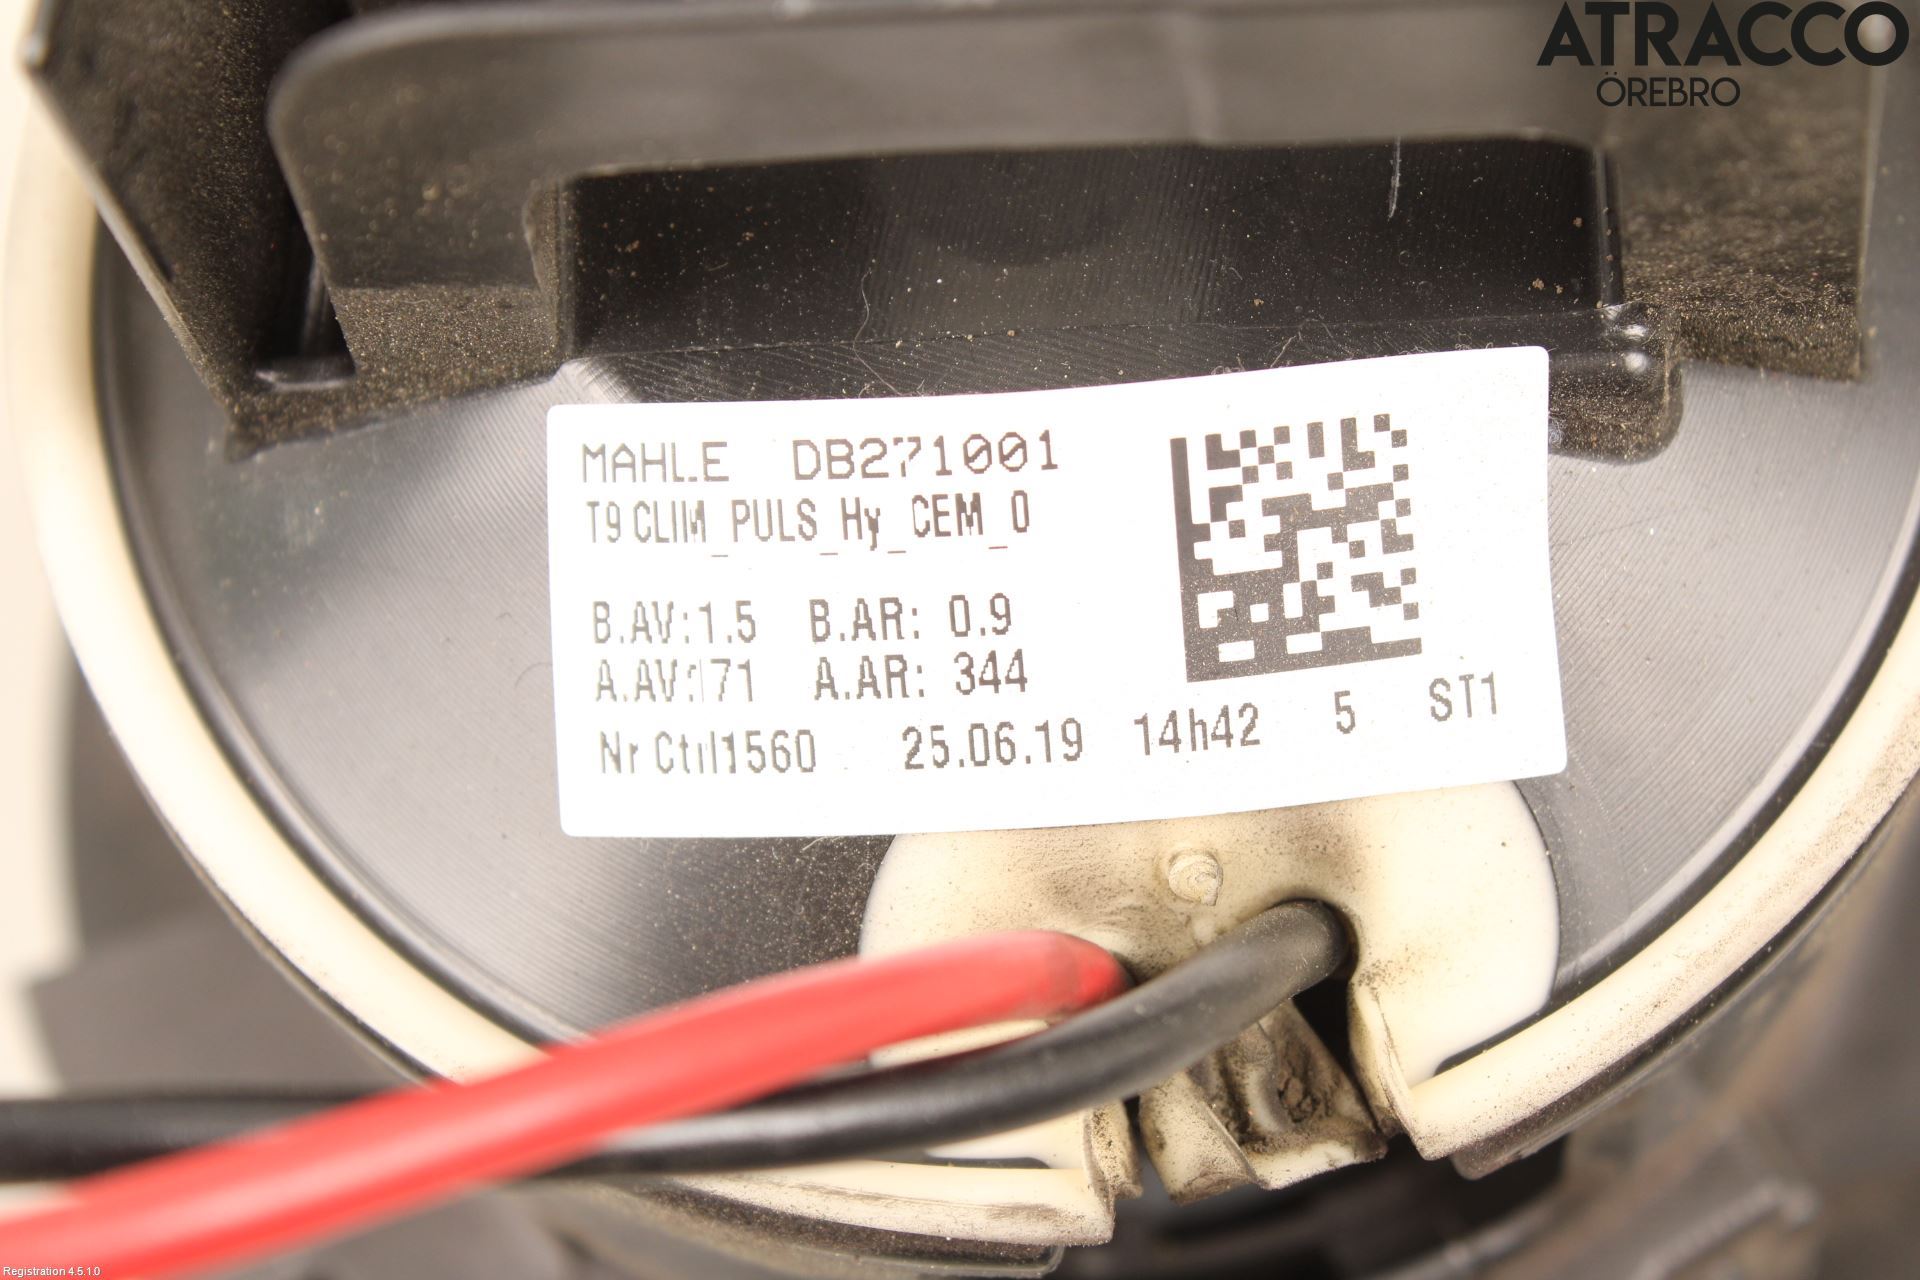 ATRACCO
ÖREBRO
MAHLE DB271001
T9 CLIM_PULS_Hy_CEM_0
B.AV:1.5 B.AR: 0.9
A.AV:171 A.AR: 344
Nr Ctrl1560 25.06.19 14h42 5 ST1
Registration 4.5.1.0